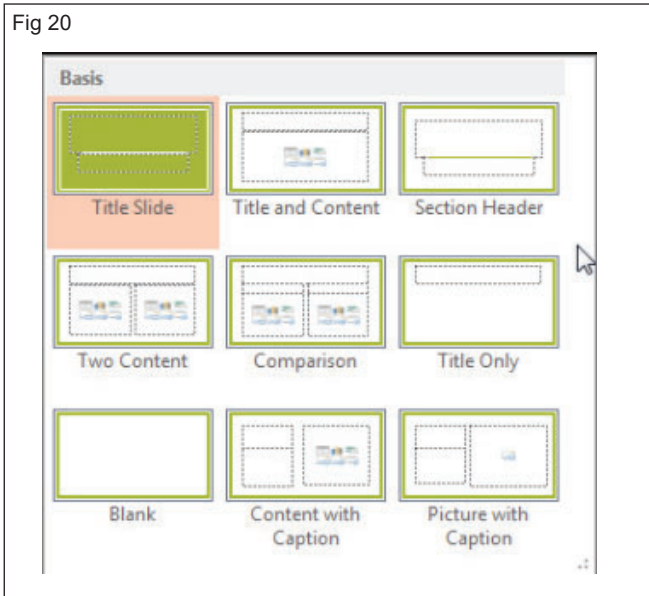 Fig 20
Basis
Title Slide
Title and Content
Section Header
Two Content
Comparison
Title Only
Blank
Content with
Caption
Picture with
Caption